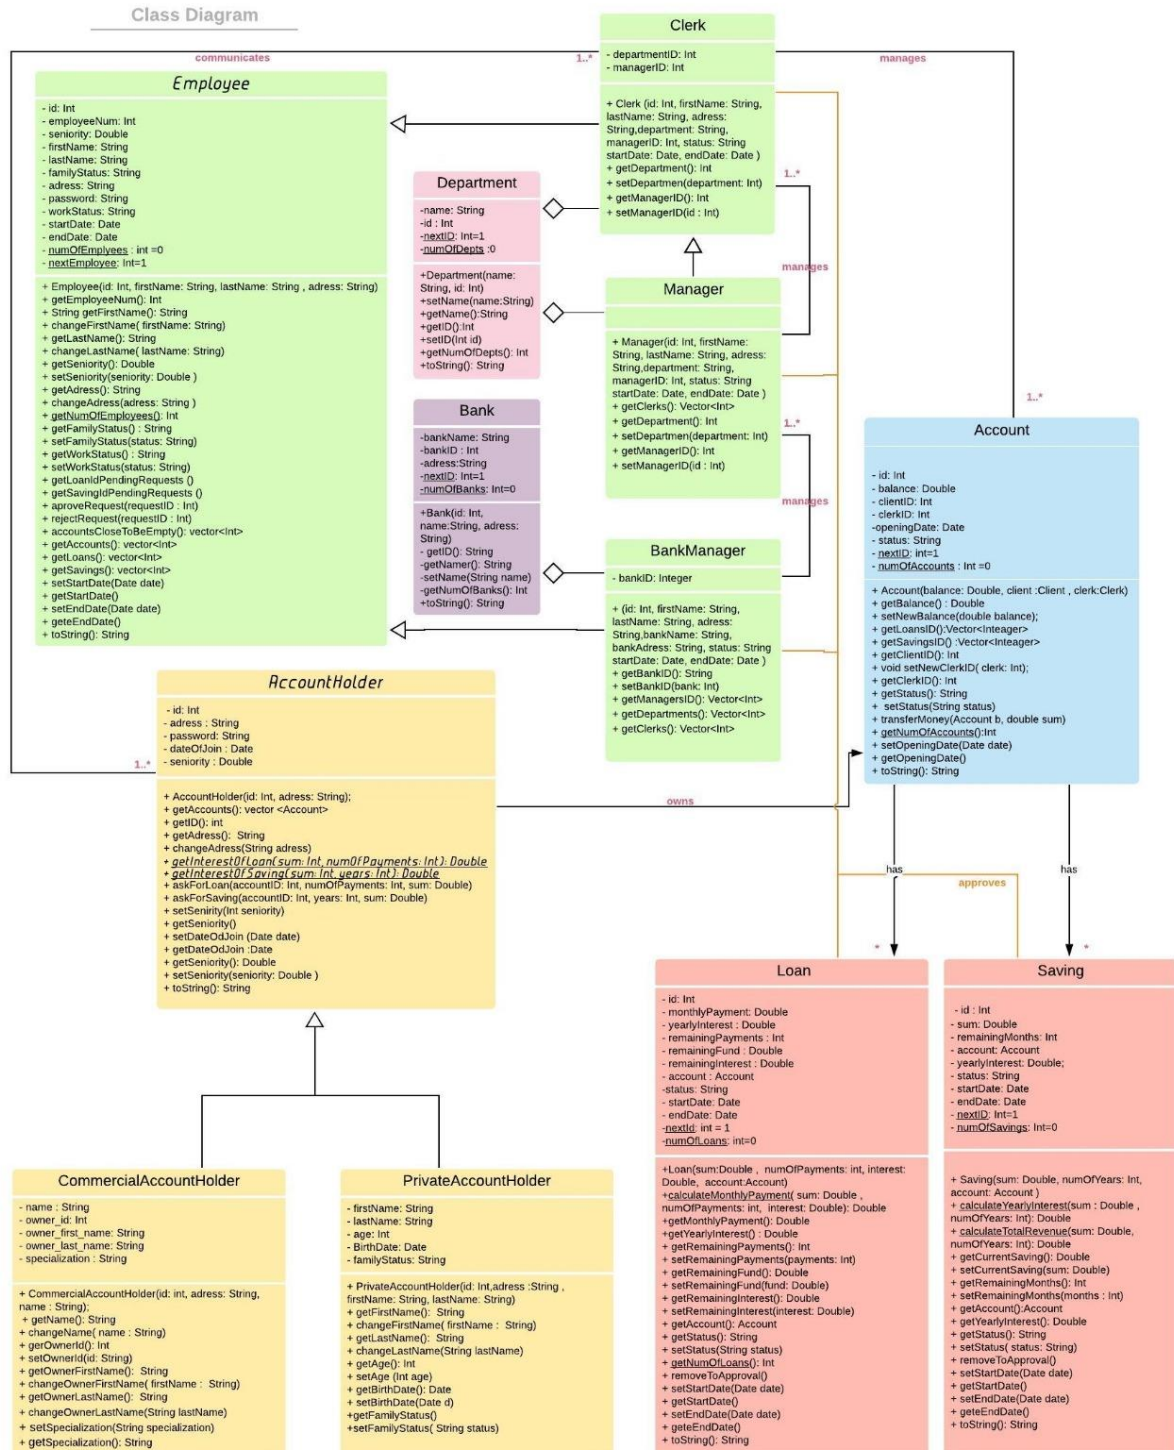 Class Diagram
communicates
1..*
manages
Clerk
- departmentID: Int
- managerID: Int
+ Clerk (id: Int, firstName: String,
lastName: String, adress:
String,department: String,
managerID: Int, status: String
startDate: Date, endDate: Date )
+ getDepartment(): Int
+ setDepartmen(department: Int)
+ getManagerID(): Int
+ setManagerID(id : Int)
Employee
- id: Int
- employeeNum: Int
- seniority: Double
- firstName: String
- lastName: String
- familyStatus: String
- adress: String
- password: String
- workStatus: String
- startDate: Date
- endDate: Date
- numOfEmplyees : int =0
- nextEmployee: Int=1
+ Employee(id: Int, firstName: String, lastName: String , adress: String)
+ getEmployeeNum(): Int
+ String getFirstName(): String
+ changeFirstName( firstName: String)
+ getLastName(): String
+ changeLastName( lastName: String)
+ getSeniority(): Double
+ setSeniority(seniority: Double )
+ getAdress(): String
+ changeAdress(adress: String )
+ getNumOfEmployees(): Int
+ getFamilyStatus() : String
+ setFamilyStatus(status: String)
+ getWorkStatus() : String
+ setWorkStatus(status: String)
+ getLoanIdPendingRequests ()
+ getSavingIdPendingRequests ()
+ aproveRequest(requestID : Int)
+ rejectRequest(requestID : Int)
+ accountsCloseToBeEmpty(): vector<Int>
+ getAccounts(): vector<Int>
+ getLoans(): vector<Int>
+ getSavings(): vector<Int>
+ setStartDate(Date date)
+ getStartDate()
+ setEndDate(Date date)
+ geteEndDate()
+ toString(): String
Department
-name: String
-id : Int
-nextID: Int=1
-numOfDepts :0
+Department(name:
String, id: Int)
+setName(name:String)
+getName():String
+getID():Int
+setID(Int id)
+getNumOfDepts(): Int
+toString(): String
1..*
manages
Manager
+ Manager(id: Int, firstName:
String, lastName: String, adress:
String,department: String,
managerID: Int, status: String
startDate: Date, endDate: Date )
+ getClerks(): Vector<Int>
+ getDepartment(): Int
+ setDepartmen(department: Int)
+ getManagerID(): Int
+ setManagerID(id : Int)
1..*
manages
Bank
-bankName: String
-bankID : Int
-adress:String
-nextID: Int=1
-numOfBanks: Int=0
+Bank(id: Int,
name:String, adress:
String)
- getID(): String
-getNamer(): String
-setName(String name)
-getNumOfBanks(): Int
+toString(): String
BankManager
- bankID: Integer
+ (id: Int, firstName: String,
lastName: String, adress:
String,bankName: String,
bankAdress: String, status: String
startDate: Date, endDate: Date )
+ getBankID(): String
+ setBankID(bank: Int)
+ getManagersID(): Vector<Int>
+ getDepartments(): Vector<Int>
+ getClerks(): Vector<Int>
1..*
Account
- id: Int
- balance: Double
- clientID: Int
- clerkID: Int
-openingDate: Date
- status: String
- nextID: int=1
- numOfAccounts : Int =0
+ Account(balance: Double, client :Client , clerk:Clerk)
+ getBalance() : Double
+ setNewBalance(double balance);
+ getLoansID():Vector<Inteager>
+ getSavingsID() :Vector<Inteager>
+ getClientID(): Int
+ void setNewClerkID( clerk: Int);
+ getClerkID(): Int
+ getStatus(): String
+ setStatus(String status)
+ transferMoney(Account b, double sum)
+ getNumOfAccounts():Int
+ setOpeningDate(Date date)
+ getOpeningDate()
+ toString(): String
1..*
AccountHolder
- id: Int
- adress : String
- password: String
- dateOfJoin : Date
- seniority : Double
+ AccountHolder(id: Int, adress: String);
+ getAccounts(): vector <Account>
+ getID(): int
+ getAdress(): String
+ changeAdress(String adress)
+ getInterestOfLoan(sum: Int, numOfPayments: Int): Double
+ getInterestOfSaving(sum: Int, years: Int): Double
+ askForLoan(accountID: Int, numOfPayments: Int, sum: Double)
+ askForSaving(accountID: Int, years: Int, sum: Double)
+ setSenirity(Int seniority)
+ getSeniority()
+ setDateOdJoin (Date date)
+ getDateOdJoin :Date
+ getSeniority(): Double
+ setSeniority(seniority: Double )
+ toString(): String
owns
has
has
approves
*
*
Loan
- id: Int
- monthlyPayment: Double
- yearlyInterest : Double
- remainingPayments : Int
- remainingFund : Double
- remainingInterest : Double
- account : Account
-status: String
- startDate: Date
- endDate: Date
-nextId: int = 1
-numOfLoans: int=0
+Loan(sum:Double , numOfPayments: int, interest:
Double, account:Account)
+calculateMonthlyPayment( sum: Double ,
numOfPayments: int, interest: Double): Double
+getMonthlyPayment(): Double
+getYearlyInterest() : Double
+ getRemainingPayments(): Int
+ setRemainingPayments(payments: Int)
+ getRemainingFund(): Double
+ setRemainingFund(fund: Double)
+ getRemainingInterest(): Double
+ setRemainingInterest(interest: Double)
+ getAccount(): Account
+ getStatus(): String
+ setStatus(String status)
+ getNumOfLoans(): Int
+ removeToApproval()
+ setStartDate(Date date)
+ getStartDate()
+ setEndDate(Date date)
+ geteEndDate()
+ toString(): String
Saving
- id : Int
- sum: Double
- remainingMonths: Int
- account: Account
- yearlyInterest: Double;
- status: String
- startDate: Date
- endDate: Date
- nextID: Int=1
- numOfSavings: Int=0
+ Saving(sum: Double, numOfYears: Int,
account: Account )
+ calculateYearlyInterest(sum : Double ,
numOfYears: Int): Double
+ calculateTotalRevenue(sum: Double,
numOfYears: Int): Double
+ getCurrentSaving(): Double
+ setCurrentSaving(sum: Double)
+ getRemainingMonths(): Int
+ setRemainingMonths(months : Int)
+ getAccount():Account
+ getYearlyInterest(): Double
+ getStatus(): String
+ setStatus( status: String)
+ removeToApproval()
+ setStartDate(Date date)
+ getStartDate()
+ setEndDate(Date date)
+ geteEndDate()
+ toString(): String
CommercialAccountHolder
- name : String
- owner_id: Int
- owner_first_name: String
- owner_last_name: String
- specialization : String
+ CommercialAccountHolder(id: int, adress: String,
name : String);
+ getName(): String
+ changeName( name : String)
+ gerOwnerId(): Int
+ setOwnerId(id: String)
+ getOwnerFirstName(): String
+ changeOwnerFirstName( firstName : String)
+ getOwnerLastName(): String
+ changeOwnerLastName(String lastName)
+ setSpecialization(String specialization)
+ getSpecialization(): String
PrivateAccountHolder
- firstName: String
- lastName: String
- age: Int
- BirthDate: Date
- familyStatus: String
+ PrivateAccountHolder(id: Int,adress :String ,
firstName: String, lastName: String)
+ getFirstName(): String
+ changeFirstName( firstName : String)
+ getLastName(): String
+ changeLastName(String lastName)
+ getAge(): Int
+ setAge (Int age)
+ getBirthDate(): Date
+ setBirthDate(Date d)
+getFamilyStatus()
+setFamilyStatus( String status)